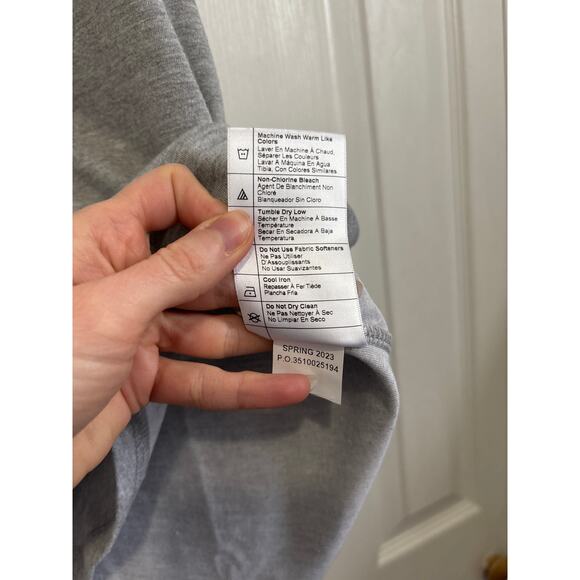 Machine Wash Warm Like
Colors
Laver En Machine À Chaud,
Séparer Les Couleurs
Lavar A Máquina En Agua
Tibia, Con Colores Similares
Non-Chlorine Bleach
Agent De Blanchiment Non
Chloré
Blanqueador Sin Cloro
Tumble Dry Low
Sécher En Machine À Basse
Température
Secar En Secadora A Baja
Temperatura
Do Not Use Fabric Softeners
Ne Pas Utiliser
D'Assouplissants
No Usar Suavizantes
Cool Iron
Repasser À Fer Tiède
Plancha Fria
Do Not Dry Clean
Ne Pas Nettoyer À Sec
No Limpiar En Seco
SPRING 2023
P.O.3510025194